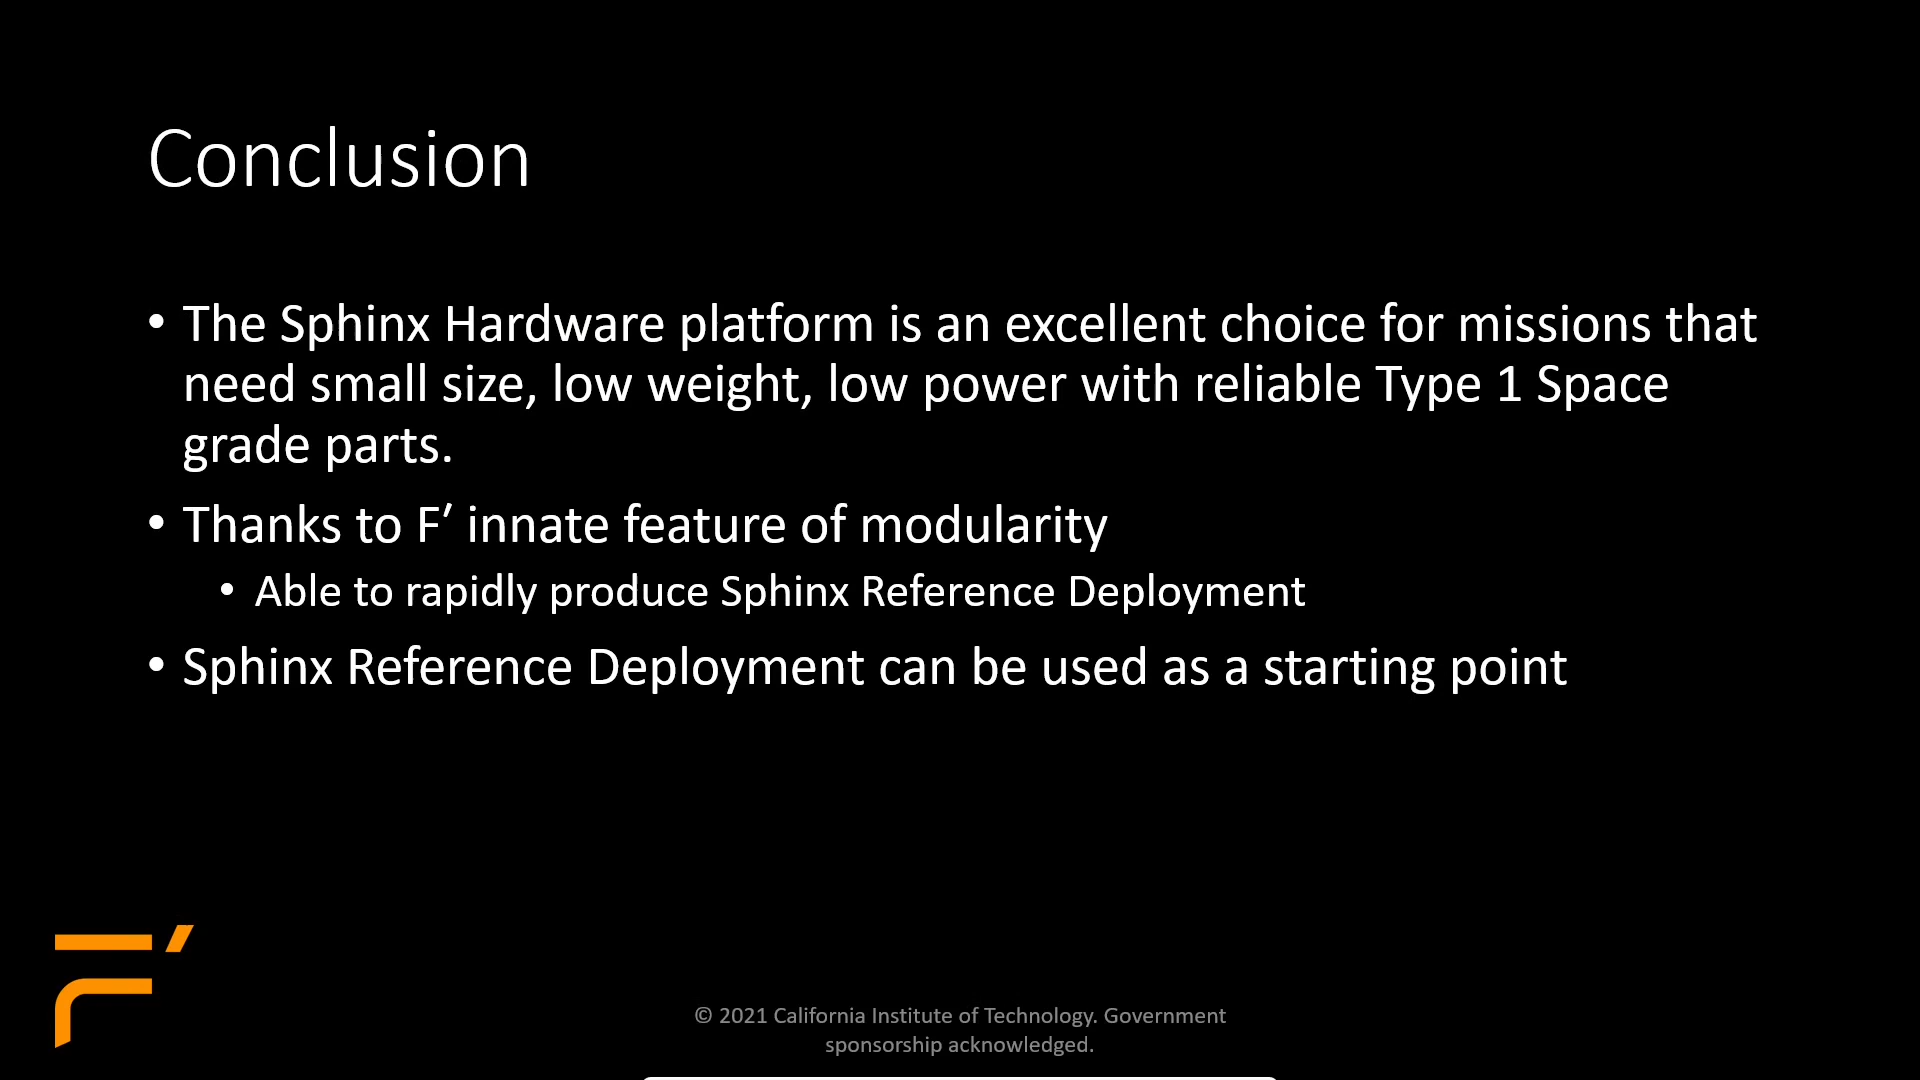 Conclusion
• The Sphinx Hardware platform is an excellent choice for missions that
need small size, low weight, low power with reliable Type 1 Space
grade parts.
• Thanks to F′ innate feature of modularity
• Able to rapidly produce Sphinx Reference Deployment
• Sphinx Reference Deployment can be used as a starting point
F′
© 2021 California Institute of Technology. Government
sponsorship acknowledged.